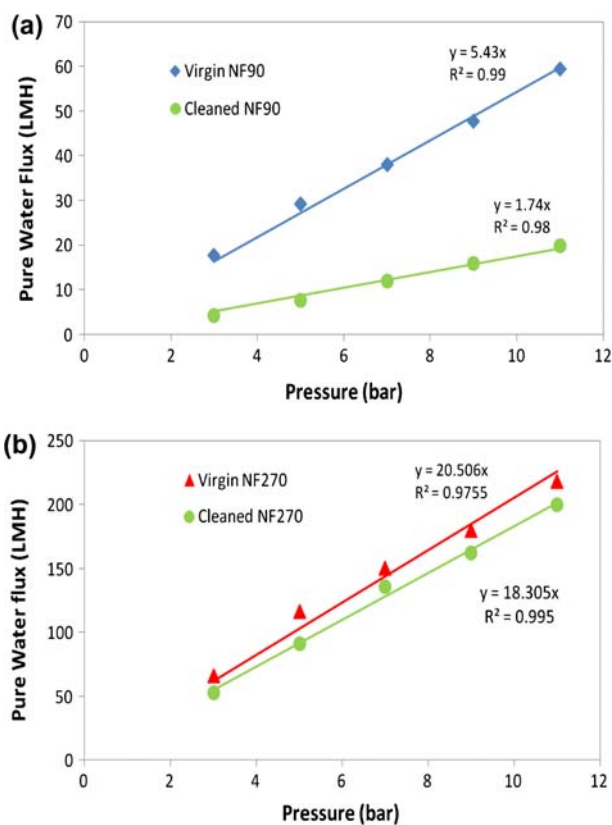 (a)
70
60
50
40
30
20
10
0
Pure Water Flux (LMH)
Virgin NF90
Cleaned NF90
y = 5.43x
R² = 0.99
y = 1.74x
R² = 0.98
0 2 4 6 8 10 12
Pressure (bar)
(b)
250
200
150
100
50
0
Pure Water flux (LMH)
Virgin NF270
Cleaned NF270
y = 20.506x
R² = 0.9755
y = 18.305x
R² = 0.995
0 2 4 6 8 10 12
Pressure (bar)